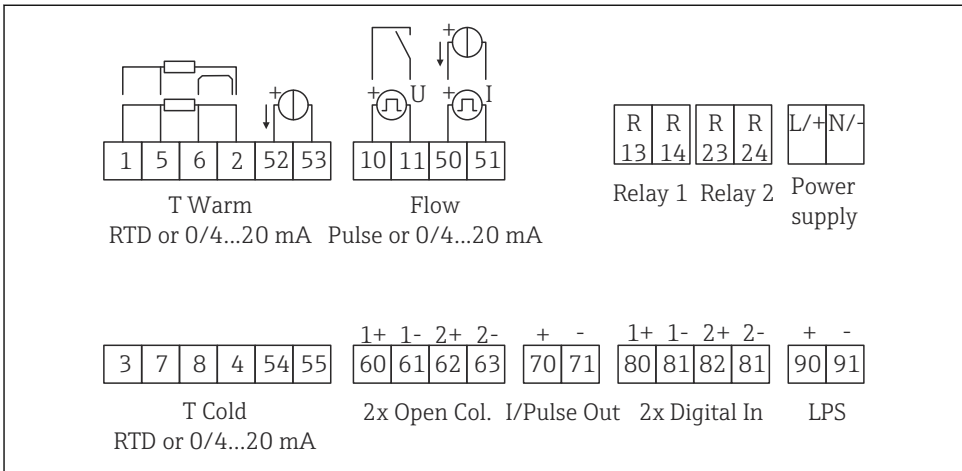 + U + I
+ +
1 5 6 2 52 53 10 11 50 51 R 13 R 14 R 23 R 24 L/+ N/-
T Warm
RTD or 0/4...20 mA
Flow
Pulse or 0/4...20 mA
Relay 1 Relay 2 Power
supply
1+ 1- 2+ 2- + - 1+ 1- 2+ 2- + -
3 7 8 4 54 55 60 61 62 63 70 71 80 81 82 81 90 91
T Cold
RTD or 0/4...20 mA
2x Open Col. I/Pulse Out 2x Digital In LPS